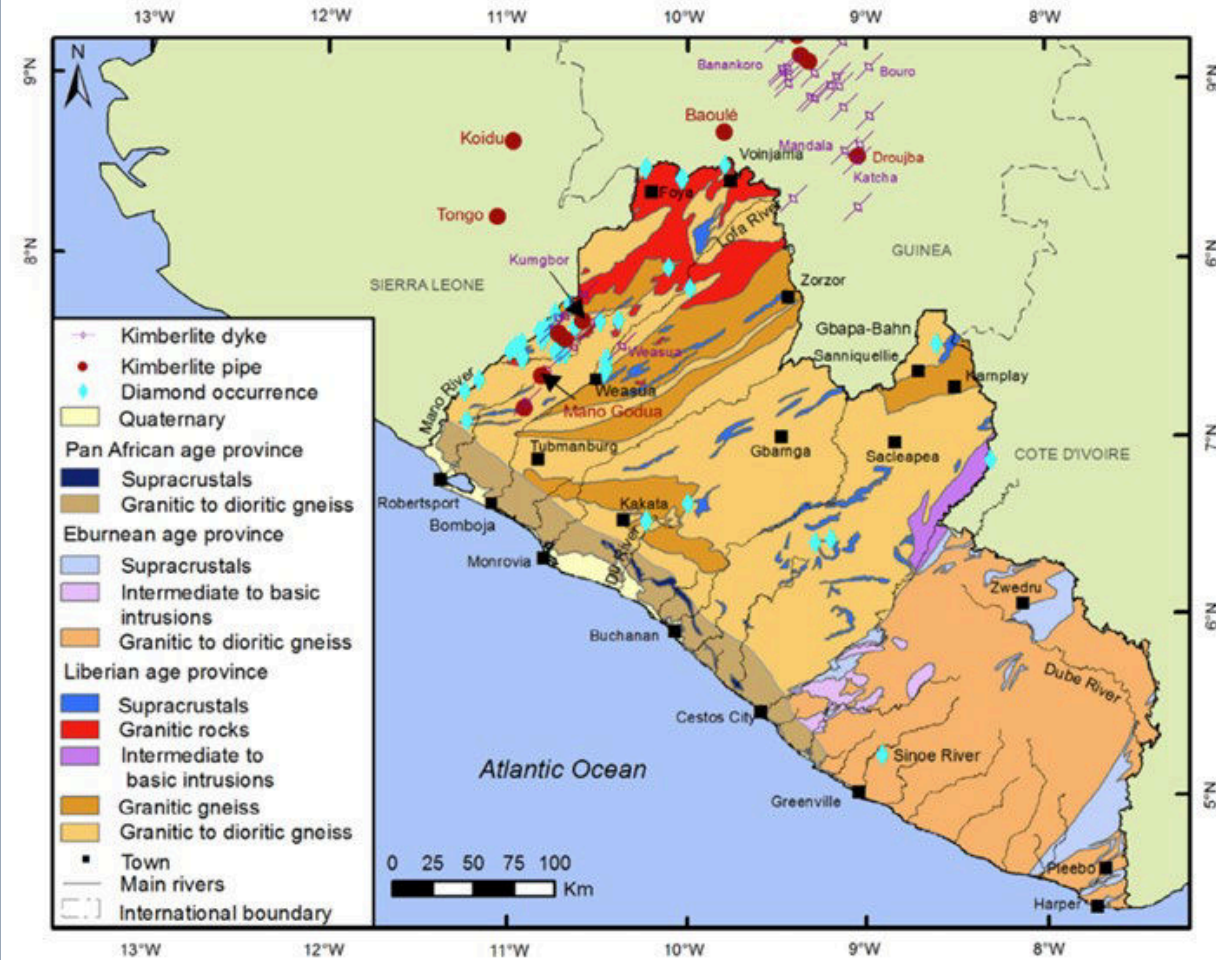 13°W 12°W 11°W 10°W 9°W 8°W
N
9°N
9°N
Banankoro
Bouro
Baoulé
Koidu
Mandala
Voinjama
Droujba
Katcha
Foya
Tongo
Lofa River
8°N
6°N
Kumgbor
GUINEA
SIERRA LEONE
Zorzor
Gbapa-Bahn
Weasua
Sanniquellie
Kamplay
Mano River
Weasua
Mano Godua
7°N
Tubmanburg
Gbarnga
Sacleapea
COTE D'IVOIRE
Robertsport
Kakata
Bomboja
Monrovia
River
Zwedru
6°N
Buchanan
Dube River
Cestos City
Sinoe River
Atlantic Ocean
5°N
Greenville
Pleebo
Harper
Kimberlite dyke
Kimberlite pipe
Diamond occurrence
Quaternary
Pan African age province
Supracrustals
Granitic to dioritic gneiss
Eburnean age province
Supracrustals
Intermediate to basic
intrusions
Granitic to dioritic gneiss
Liberian age province
Supracrustals
Granitic rocks
Intermediate to
basic intrusions
Granitic gneiss
Granitic to dioritic gneiss
Town
Main rivers
International boundary
0 25 50 75 100
Km
13°W 12°W 11°W 10°W 9°W 8°W